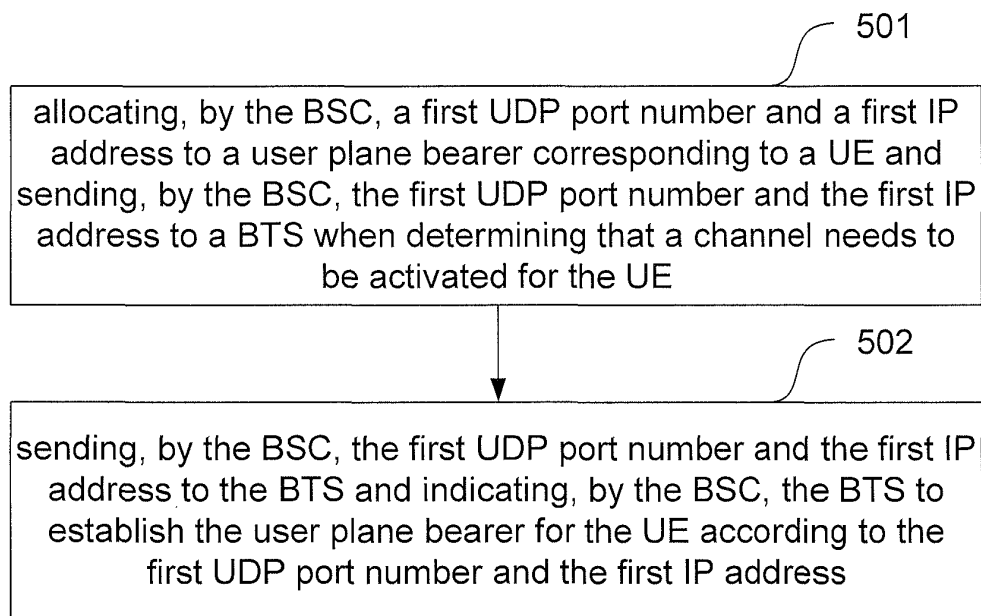 501
allocating, by the BSC, a first UDP port number and a first IP
address to a user plane bearer corresponding to a UE and
sending, by the BSC, the first UDP port number and the first IP
address to a BTS when determining that a channel needs to
be activated for the UE
502
sending, by the BSC, the first UDP port number and the first IP
address to the BTS and indicating, by the BSC, the BTS to
establish the user plane bearer for the UE according to the
first UDP port number and the first IP address